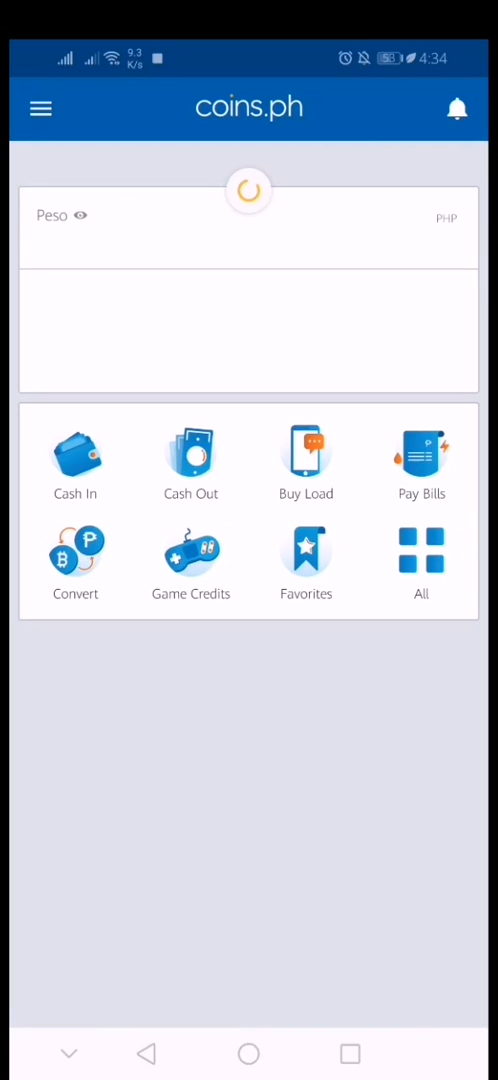 9.3
K/s
53
4:34
coins.ph
Peso
PHP
Cash In
Cash Out
Buy Load
Pay Bills
Convert
Game Credits
Favorites
All